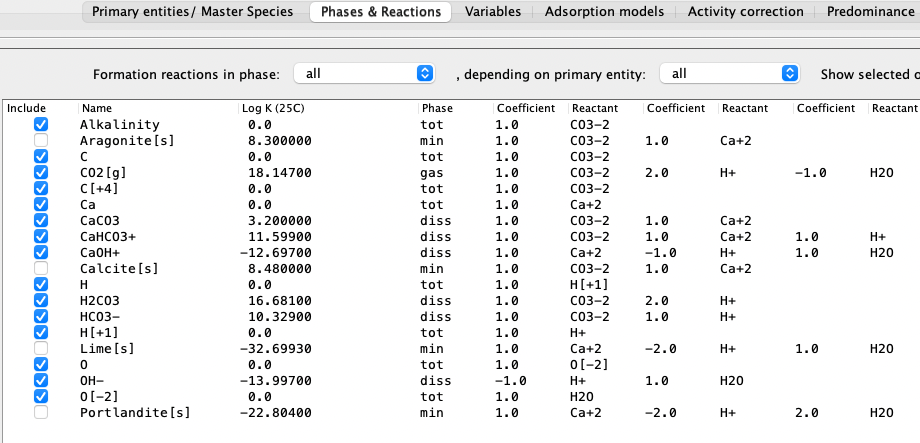 Primary entities/ Master Species Phases & Reactions Variables Adsorption models Activity correction Predominance
Formation reactions in phase: all , depending on primary entity: all Show selected o
Include Name Log K (25C) Phase Coefficient Reactant Coefficient Reactant Coefficient Reactant
Alkalinity 0.0 tot 1.0 CO3-2
Aragonite[s] 8.300000 min 1.0 CO3-2 1.0 Ca+2
C 0.0 tot 1.0 CO3-2
CO2[g] 18.14700 gas 1.0 CO3-2 2.0 H+ -1.0 H2O
C[+4] 0.0 tot 1.0 CO3-2
Ca 0.0 tot 1.0 Ca+2
CaCO3 3.200000 diss 1.0 CO3-2 1.0 Ca+2
CaHCO3+ 11.59900 diss 1.0 CO3-2 1.0 Ca+2 1.0 H+
CaOH+ -12.69700 diss 1.0 Ca+2 -1.0 H+ 1.0 H2O
Calcite[s] 8.480000 min 1.0 CO3-2 1.0 Ca+2
H 0.0 tot 1.0 H[+1]
H2CO3 16.68100 diss 1.0 CO3-2 2.0 H+
HCO3- 10.32900 diss 1.0 CO3-2 1.0 H+
H[+1] 0.0 tot 1.0 H+
Lime[s] -32.69930 min 1.0 Ca+2 -2.0 H+ 1.0 H2O
O 0.0 tot 1.0 O[-2]
OH- -13.99700 diss -1.0 H+ 1.0 H2O
O[-2] 0.0 tot 1.0 H2O
Portlandite[s] -22.80400 min 1.0 Ca+2 -2.0 H+ 2.0 H2O